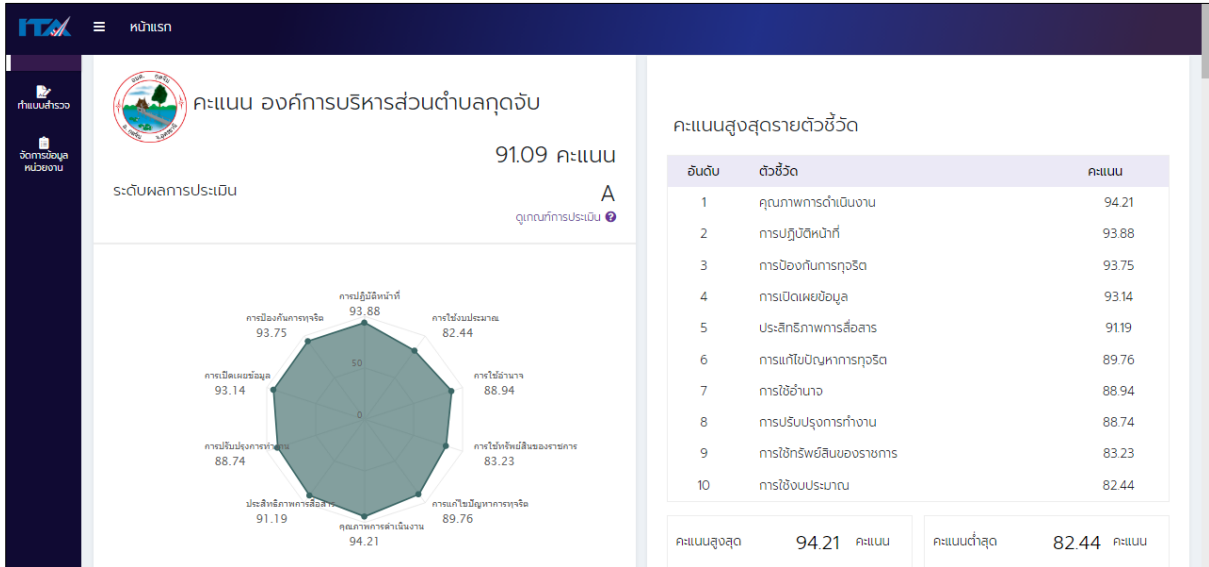 ITA
หน้าแรก
ทำแบบสำรวจ
จัดการข้อมูล
หน่วยงาน
คะแนน องค์การบริหารส่วนตำบลกุดจับ
91.09 คะแนน
ระดับผลการประเมิน
A
ดูเกณฑ์การประเมิน
การปฏิบัติหน้าที่
93.88
การป้องกันการทุจริต
93.75
การใช้งบประมาณ
82.44
50
การเปิดเผยข้อมูล
93.14
การใช้อำนาจ
88.94
0
การปรับปรุงการทำงาน
88.74
การใช้ทรัพย์สินของราชการ
83.23
ประสิทธิภาพการสื่อสาร
91.19
การแก้ไขปัญหาการทุจริต
89.76
คุณภาพการดำเนินงาน
94.21
คะแนนสูงสุดรายตัวชี้วัด
อันดับ ตัวชี้วัด คะแนน
1 คุณภาพการดำเนินงาน 94.21
2 การปฏิบัติหน้าที่ 93.88
3 การป้องกันการทุจริต 93.75
4 การเปิดเผยข้อมูล 93.14
5 ประสิทธิภาพการสื่อสาร 91.19
6 การแก้ไขปัญหาการทุจริต 89.76
7 การใช้อำนาจ 88.94
8 การปรับปรุงการทำงาน 88.74
9 การใช้ทรัพย์สินของราชการ 83.23
10 การใช้งบประมาณ 82.44
คะแนนสูงสุด 94.21 คะแนน
คะแนนต่ำสุด 82.44 คะแนน